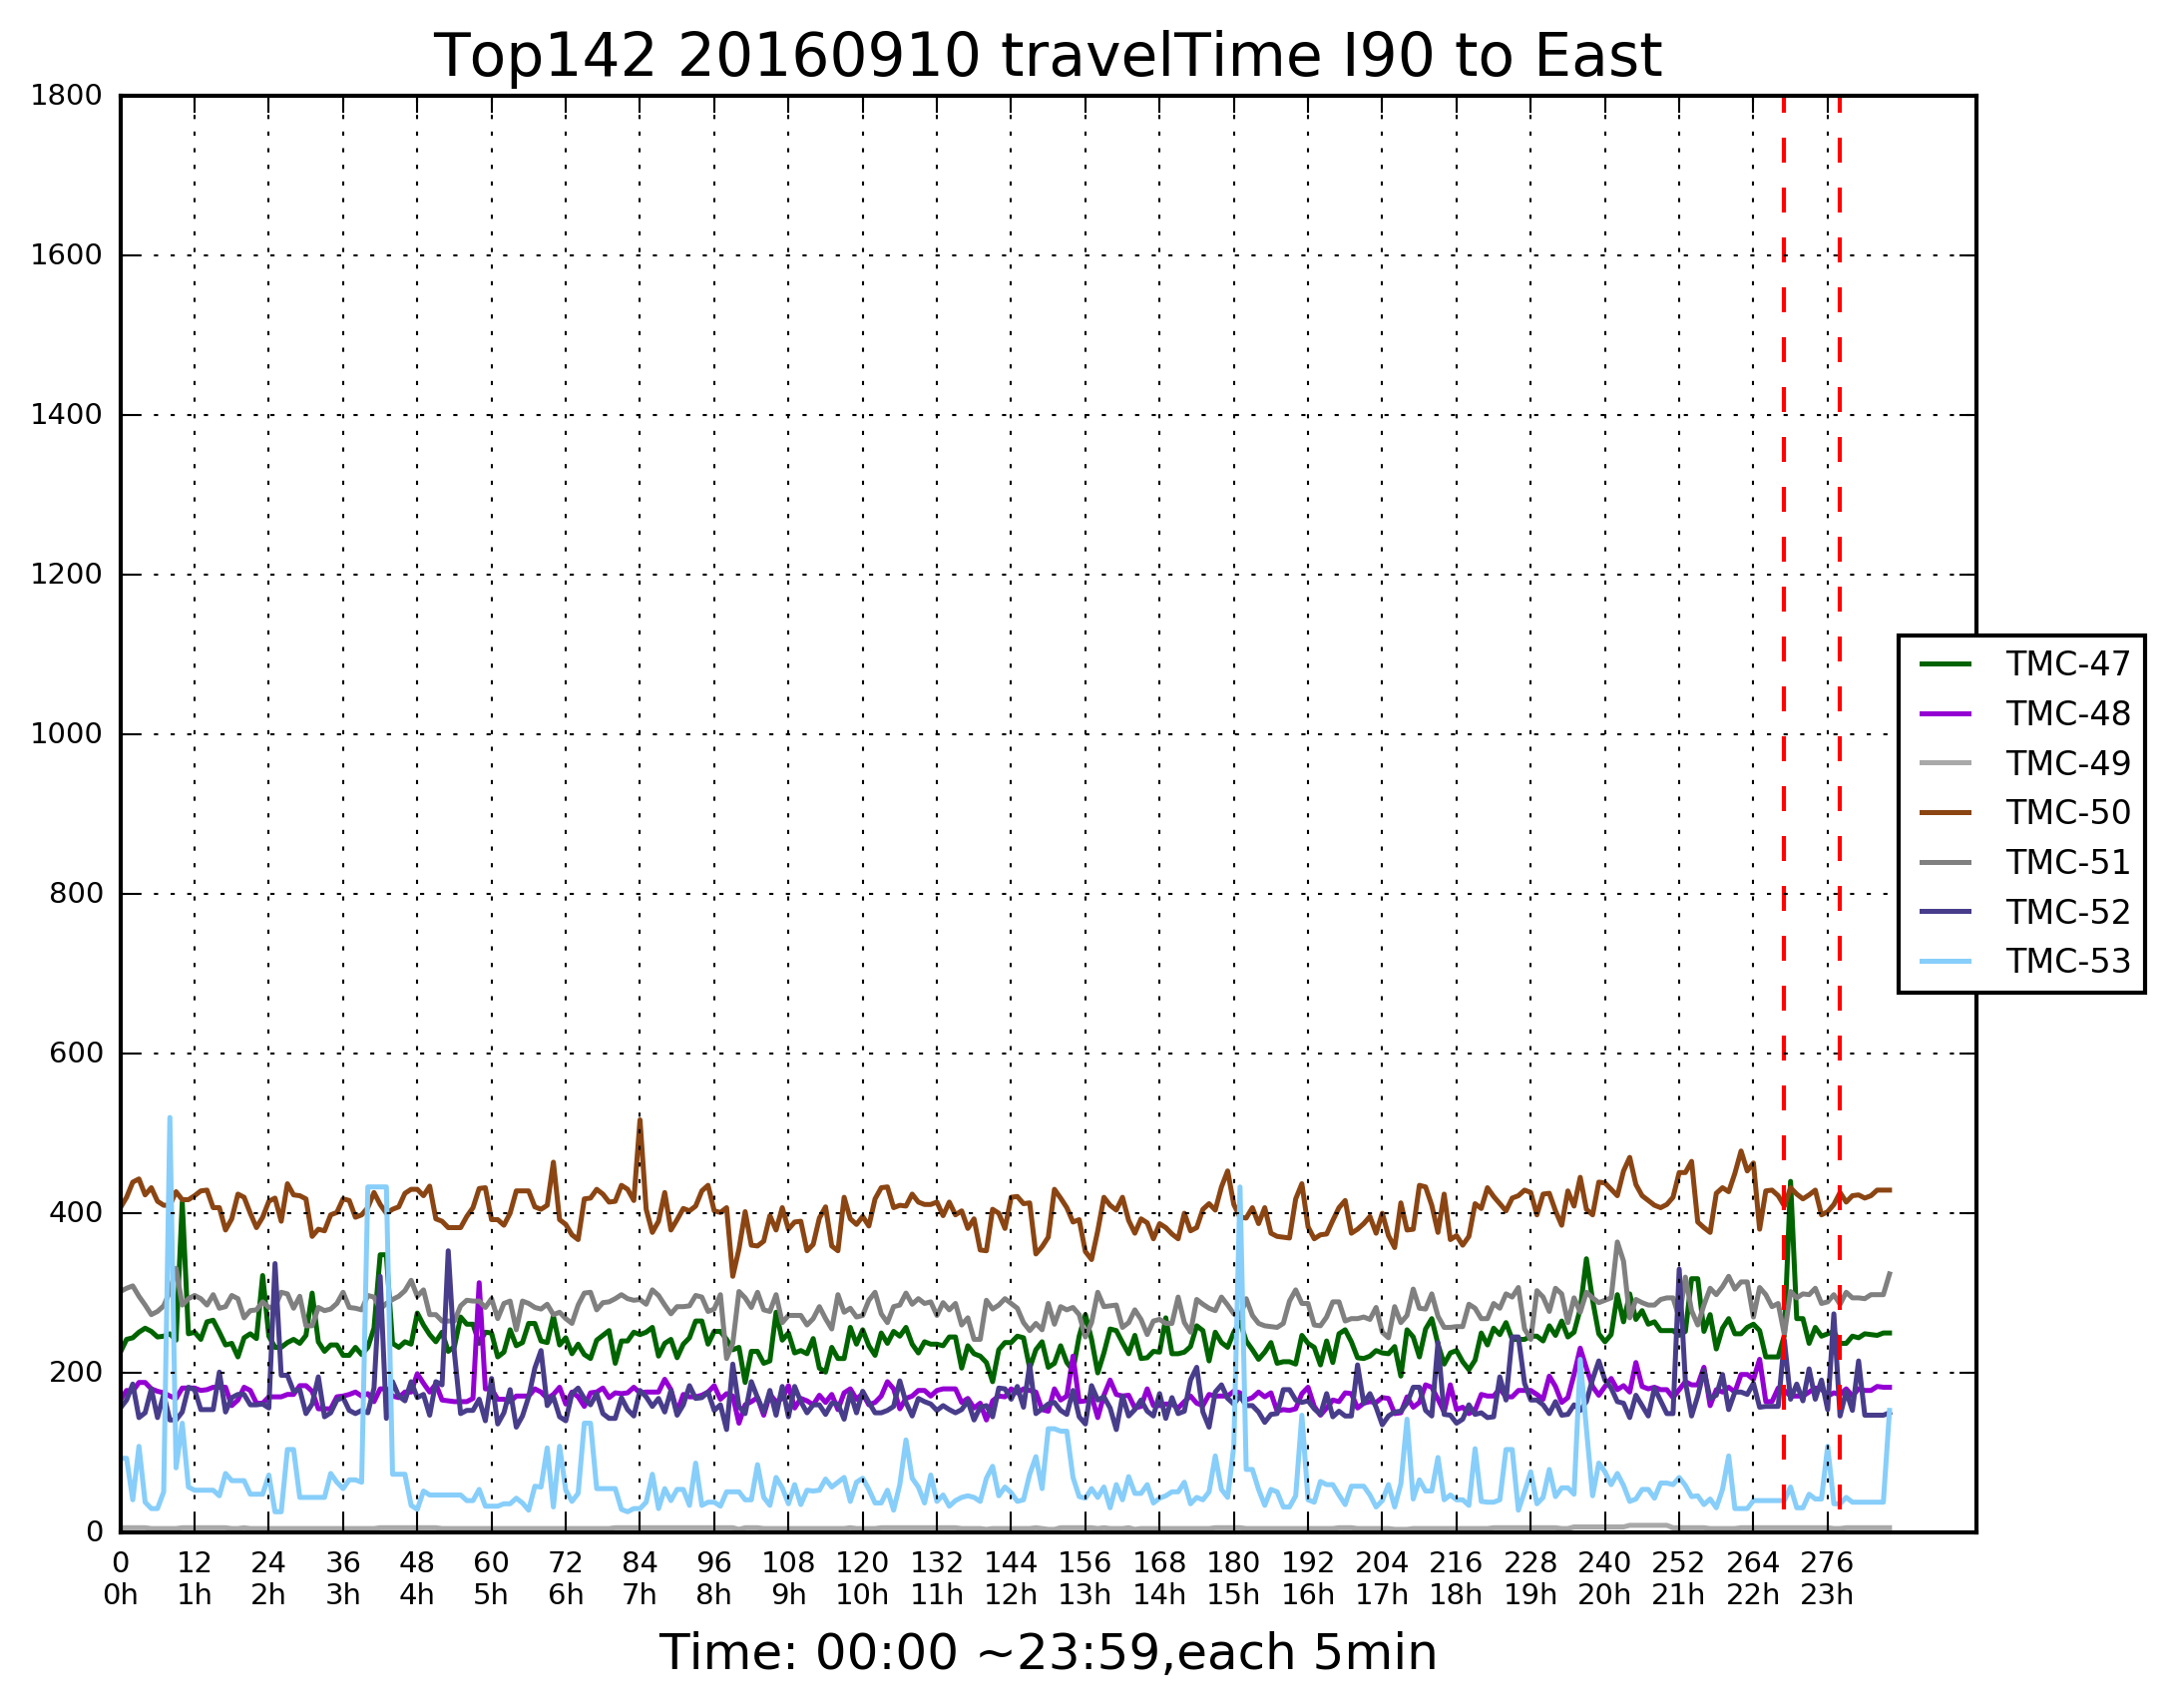 Top142 20160910 travelTime I90 to East
1800
1600
1400
1200
1000
800
600
400
200
0
TMC-47
TMC-48
TMC-49
TMC-50
TMC-51
TMC-52
TMC-53
0 12 24 36 48 60 72 84 96 108 120 132 144 156 168 180 192 204 216 228 240 252 264 276
0h 1h 2h 3h 4h 5h 6h 7h 8h 9h 10h 11h 12h 13h 14h 15h 16h 17h 18h 19h 20h 21h 22h 23h
Time: 00:00 ~23:59,each 5min